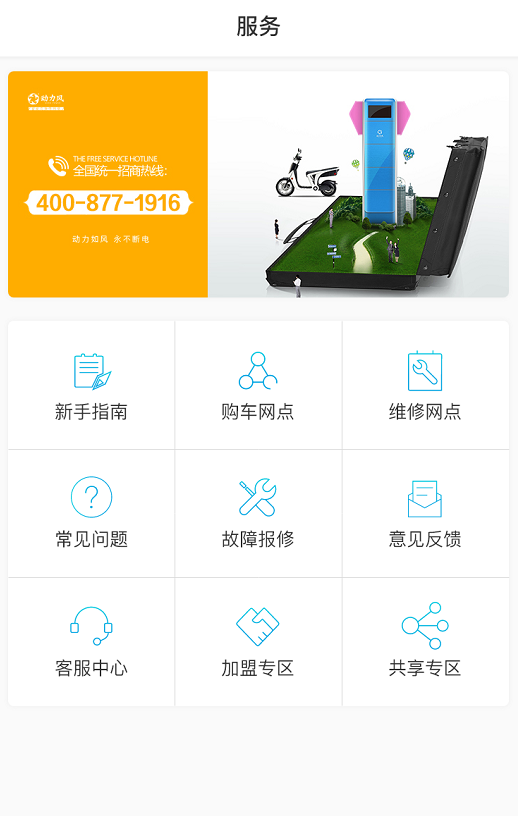 服务
动力风
THE FREE SERVICE HOTLINE
全国统一招商热线：
400-877-1916
动力如风 永不断电
新手指南
购车网点
维修网点
常见问题
故障报修
意见反馈
客服中心
加盟专区
共享专区